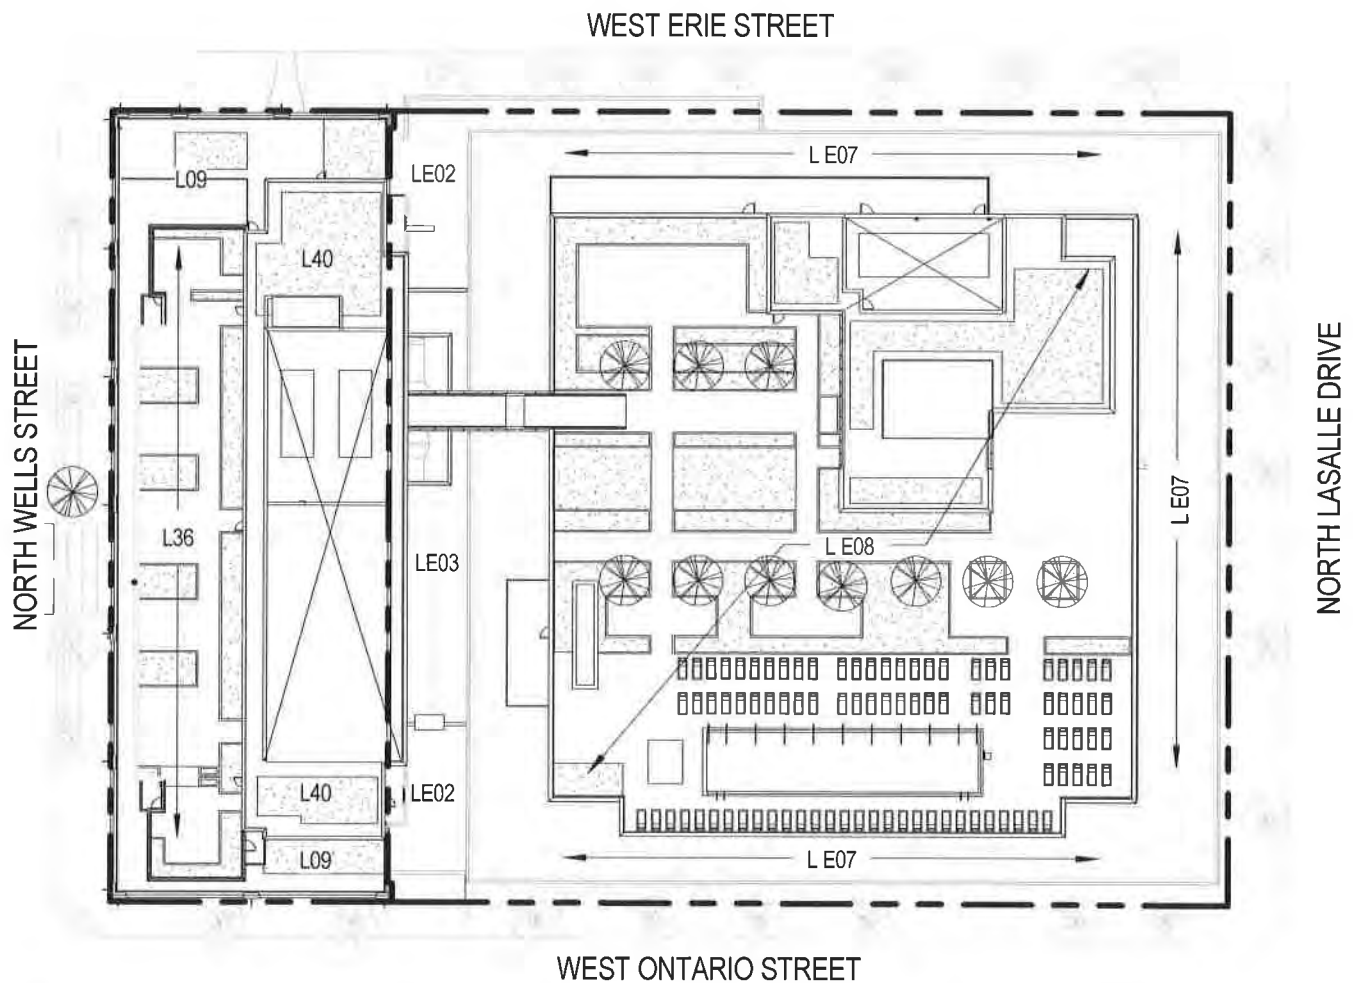 WEST ERIE STREET
L E07
LE02
L09
L40
NORTH WELLS STREET
NORTH LASALLE DRIVE
L E07
L36
L E08
LE03
L40
LE02
L09
L E07
WEST ONTARIO STREET